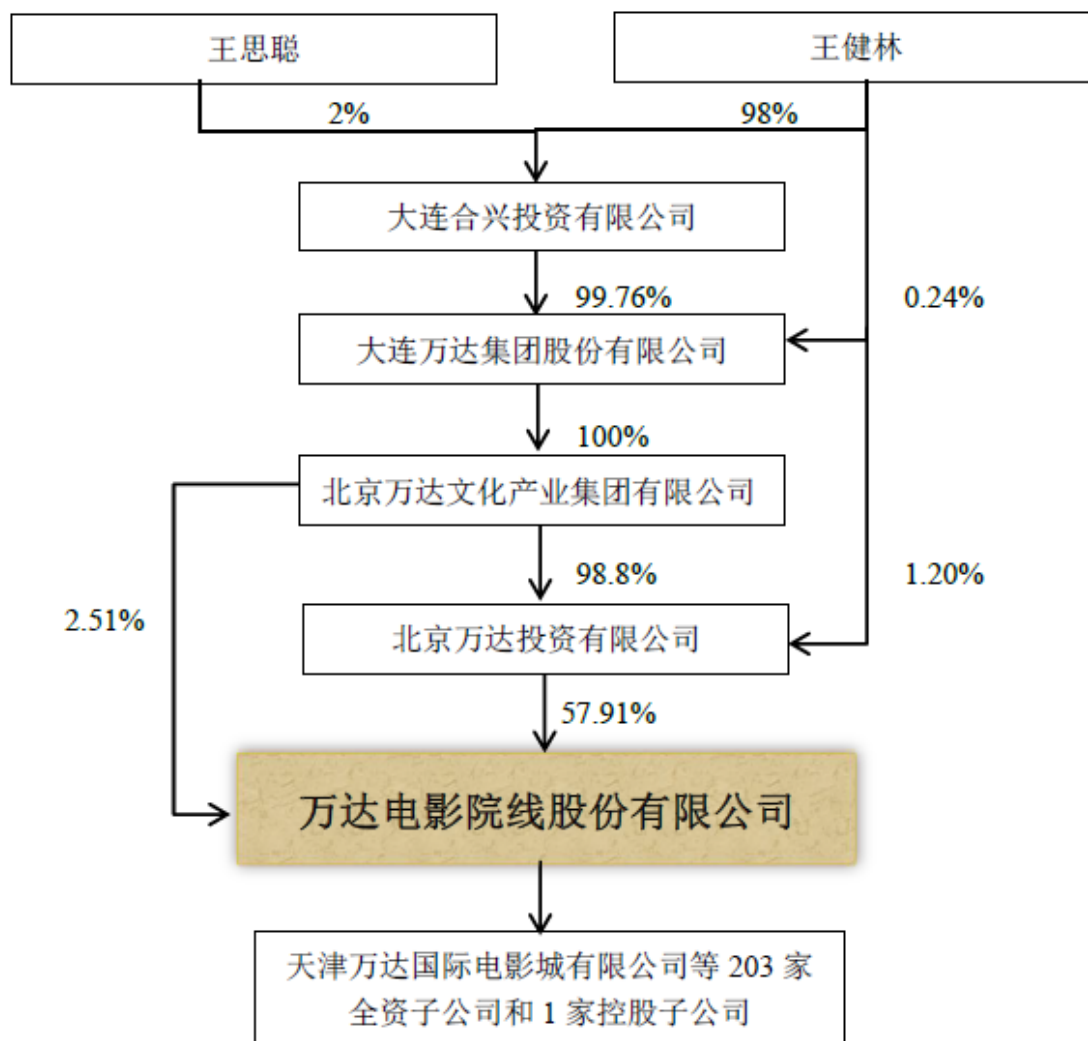 王思聪
王健林
2%
98%
大连合兴投资有限公司
99.76%
0.24%
大连万达集团股份有限公司
100%
北京万达文化产业集团有限公司
98.8%
1.20%
2.51%
北京万达投资有限公司
57.91%
万达电影院线股份有限公司
天津万达国际电影城有限公司等 203 家
全资子公司和 1 家控股子公司